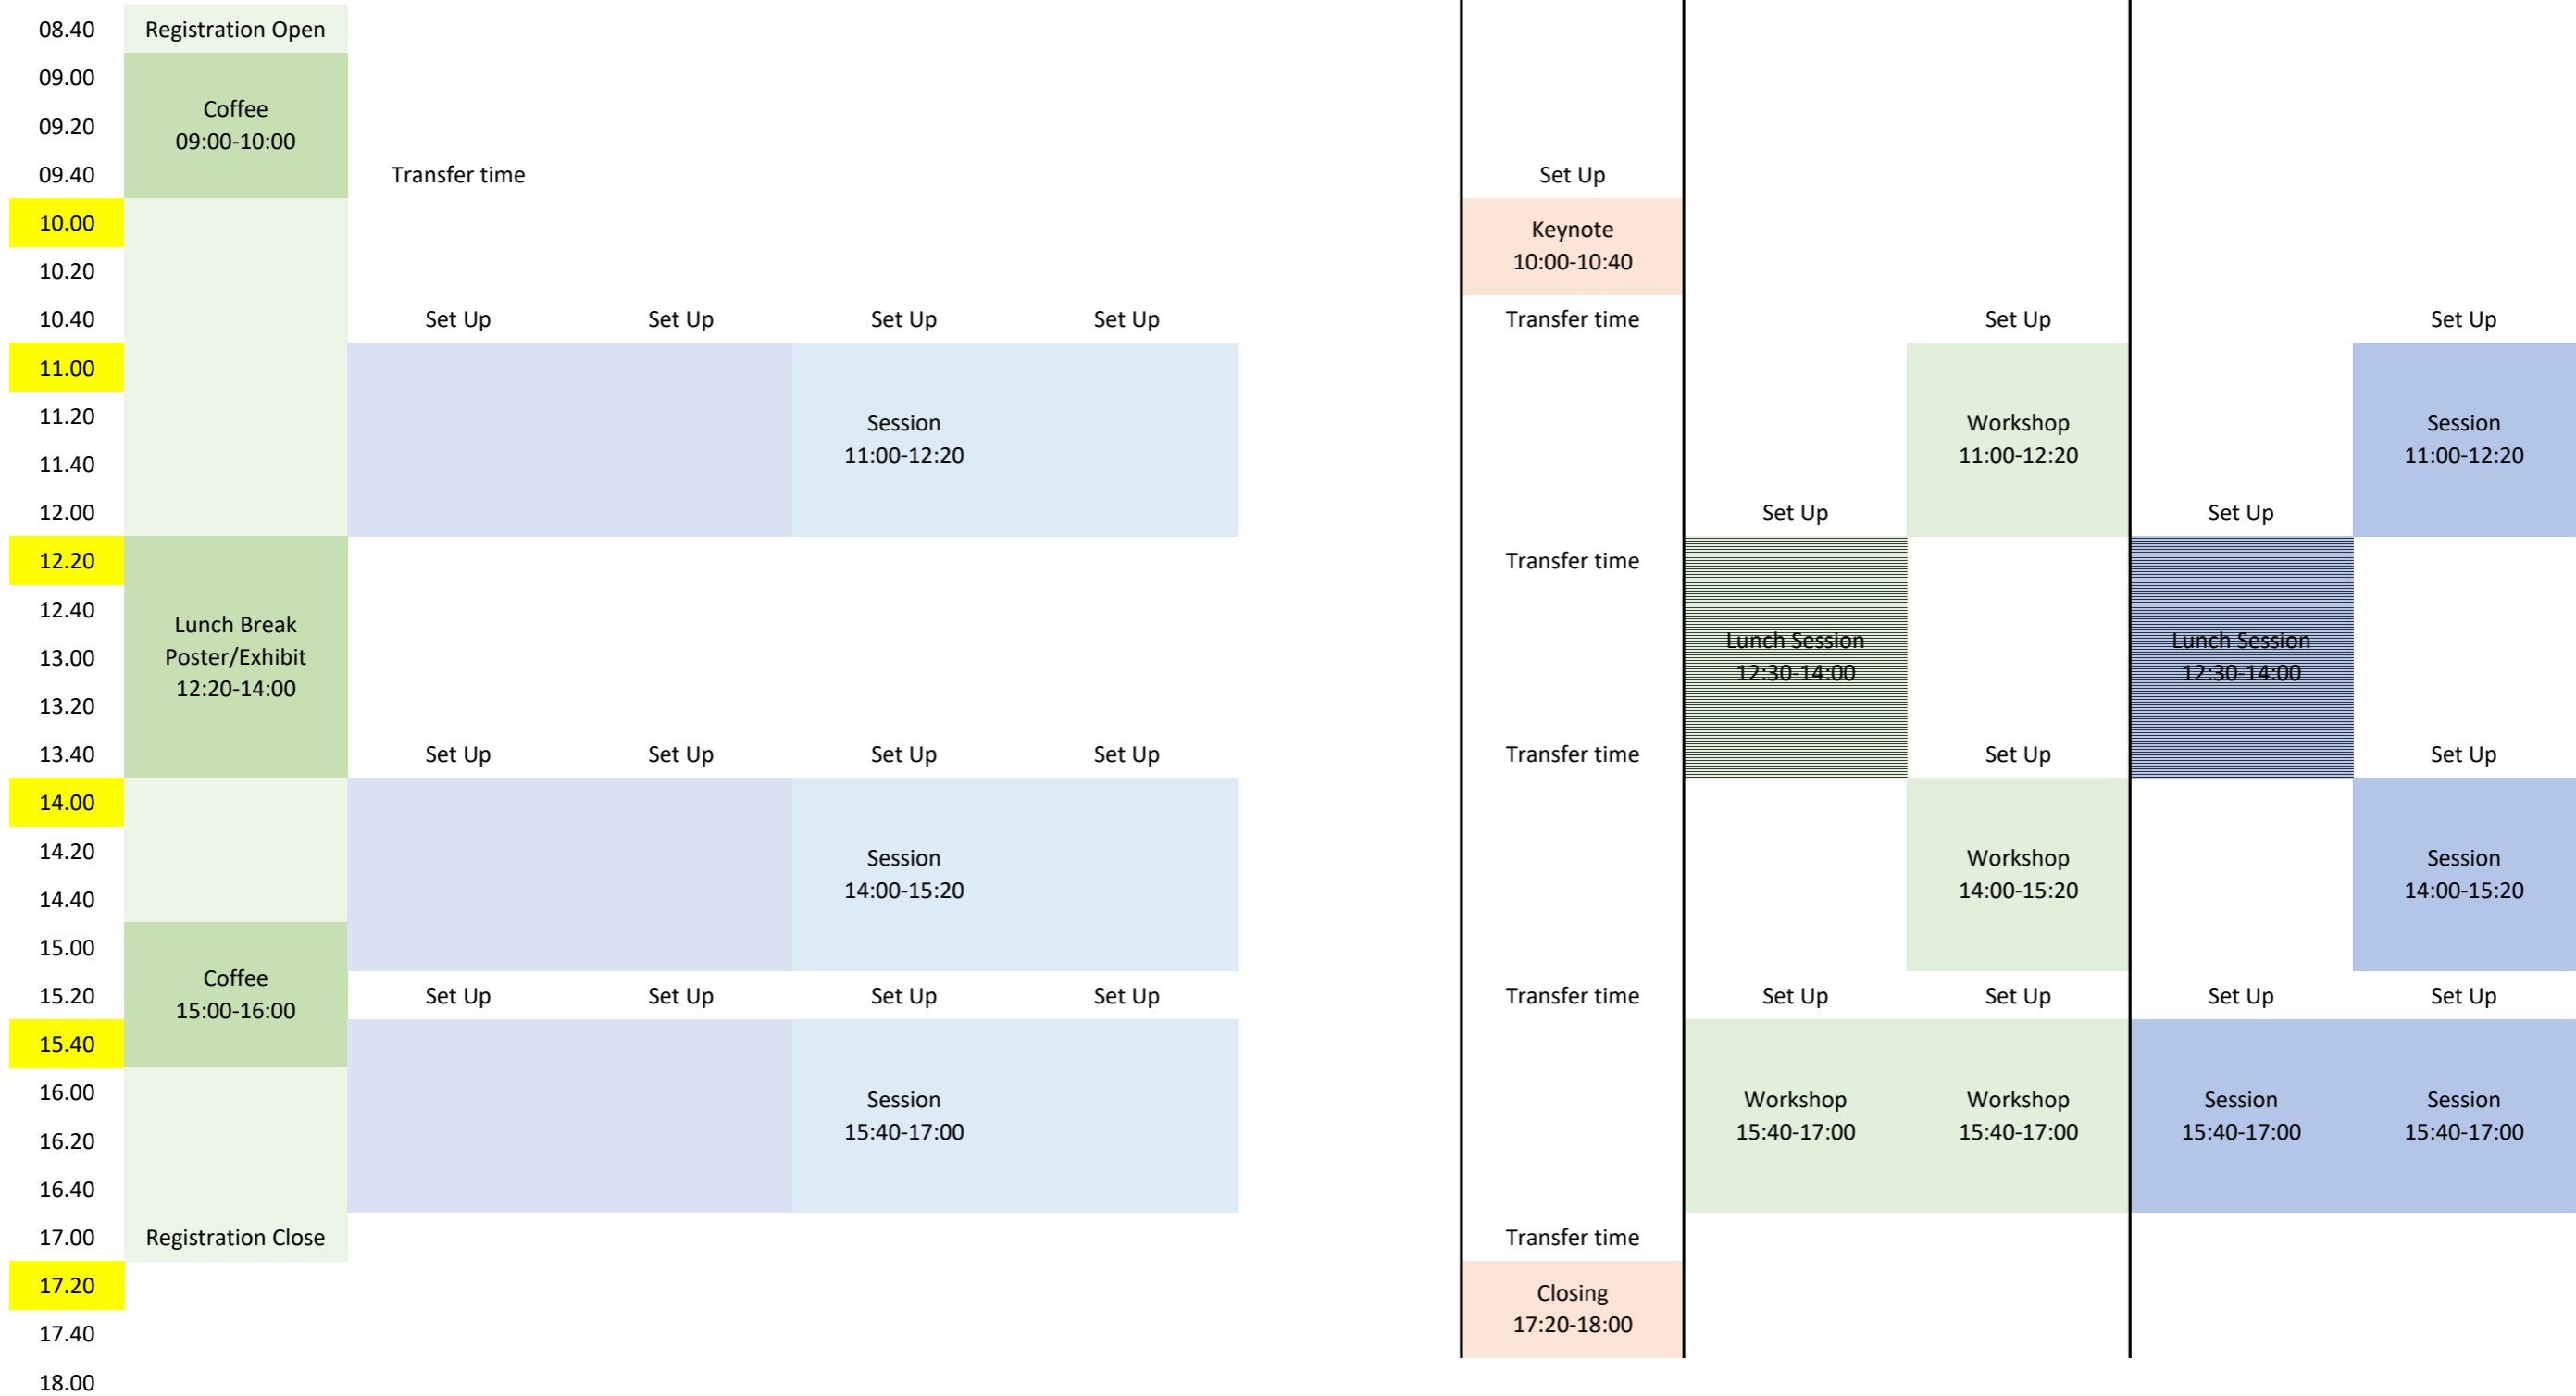 08.40 Registration Open
09.00
Coffee
09.20
09:00-10:00
09.40 Transfer time Set Up
10.00
Keynote
10.20
10:00-10:40
10.40 Set Up Set Up Set Up Set Up Transfer time Set Up Set Up
11.00
11.20
Session Workshop Session
11:00-12:20 11:00-12:20 11:00-12:20
11.40
12.00 Set Up Set Up
12.20 Transfer time
12.40
Lunch Break
Lunch Session Lunch Session
13.00 Poster/Exhibit
12:30-14:00 12:30-14:00
12:20-14:00
13.20
13.40 Set Up Set Up Set Up Set Up Transfer time Set Up Set Up
14.00
14.20
Session Workshop Session
14:00-15:20 14:00-15:20 14:00-15:20
14.40
15.00
Coffee
15.20 Set Up Set Up Set Up Set Up Transfer time Set Up Set Up Set Up Set Up
15:00-16:00
15.40
16.00
Session Workshop Workshop Session Session
15:40-17:00 15:40-17:00 15:40-17:00 15:40-17:00 15:40-17:00
16.20
16.40
17.00 Registration Close Transfer time
17.20
Closing
17:20-18:00
17.40
18.00